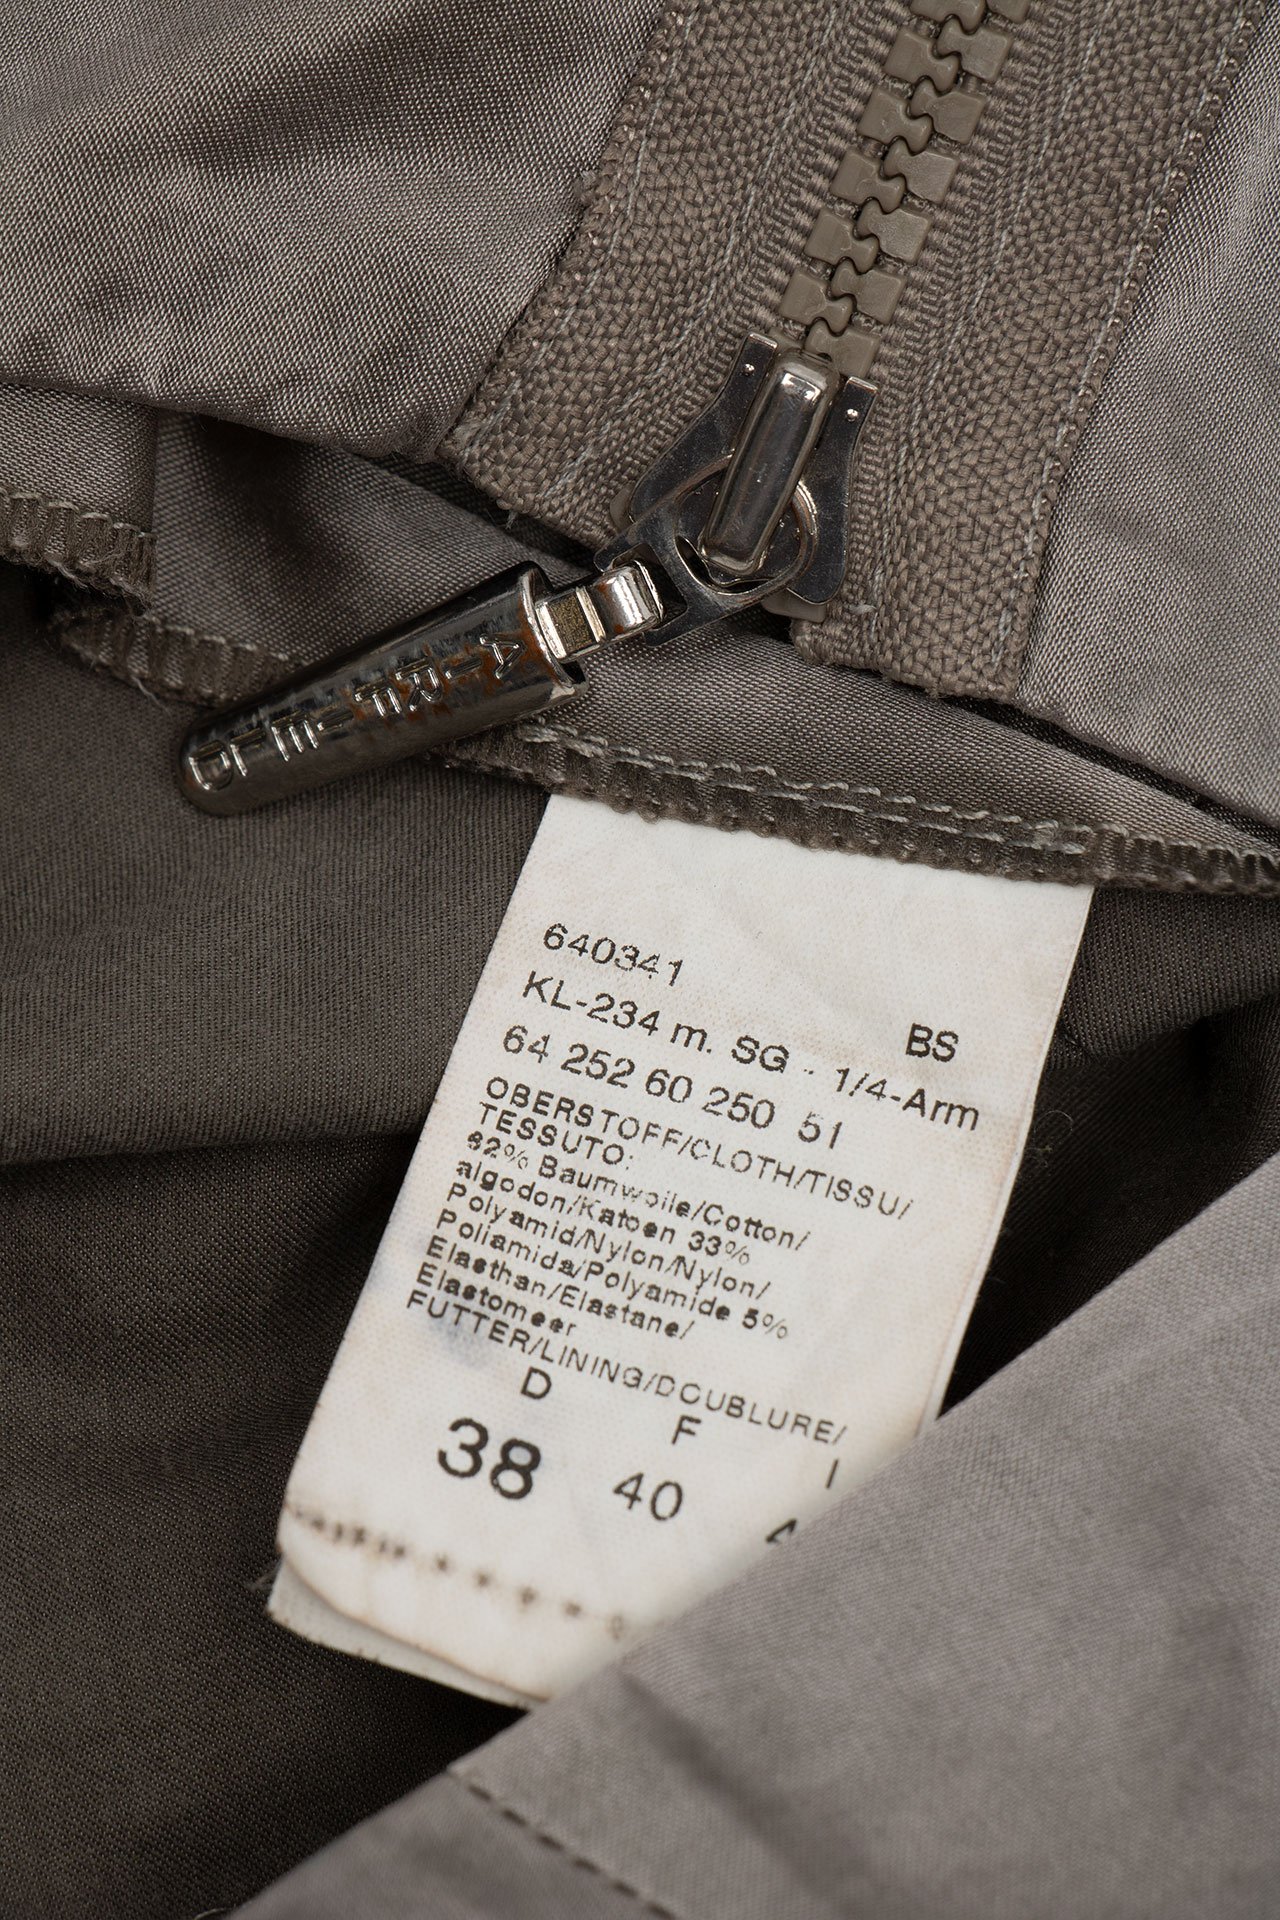 AIRFIELD
640341
BS
KL-234 m. SG - 1/4-Arm
64 252 60 250 51
OBERSTOFF/CLOTH/TISSU/
TESSUTO:
62% Baumwolle/Cotton/
algodon/Katoen 33%
Polyamid/Nylon/Nylon/
Poliamida/Polyamide 5%
Elasthan/Elastane/
Elastomeer
FUTTER/LINING/DOUBLURE/
D F I
38 40